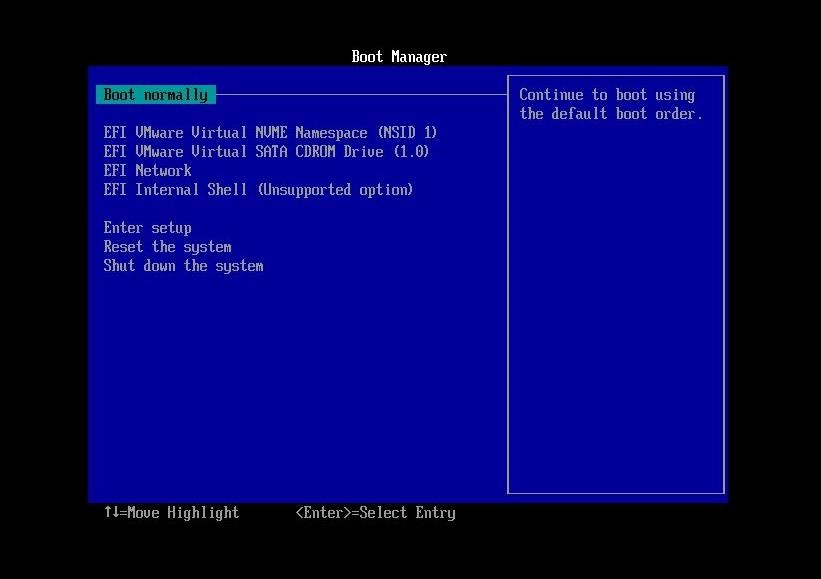 Boot Manager
Boot normally
Continue to boot using
the default boot order.
EFI VMware Virtual NVME Namespace (NSID 1)
EFI VMware Virtual SATA CDROM Drive (1.0)
EFI Network
EFI Internal Shell (Unsupported option)
Enter setup
Reset the system
Shut down the system
↑↓=Move Highlight <Enter>=Select Entry